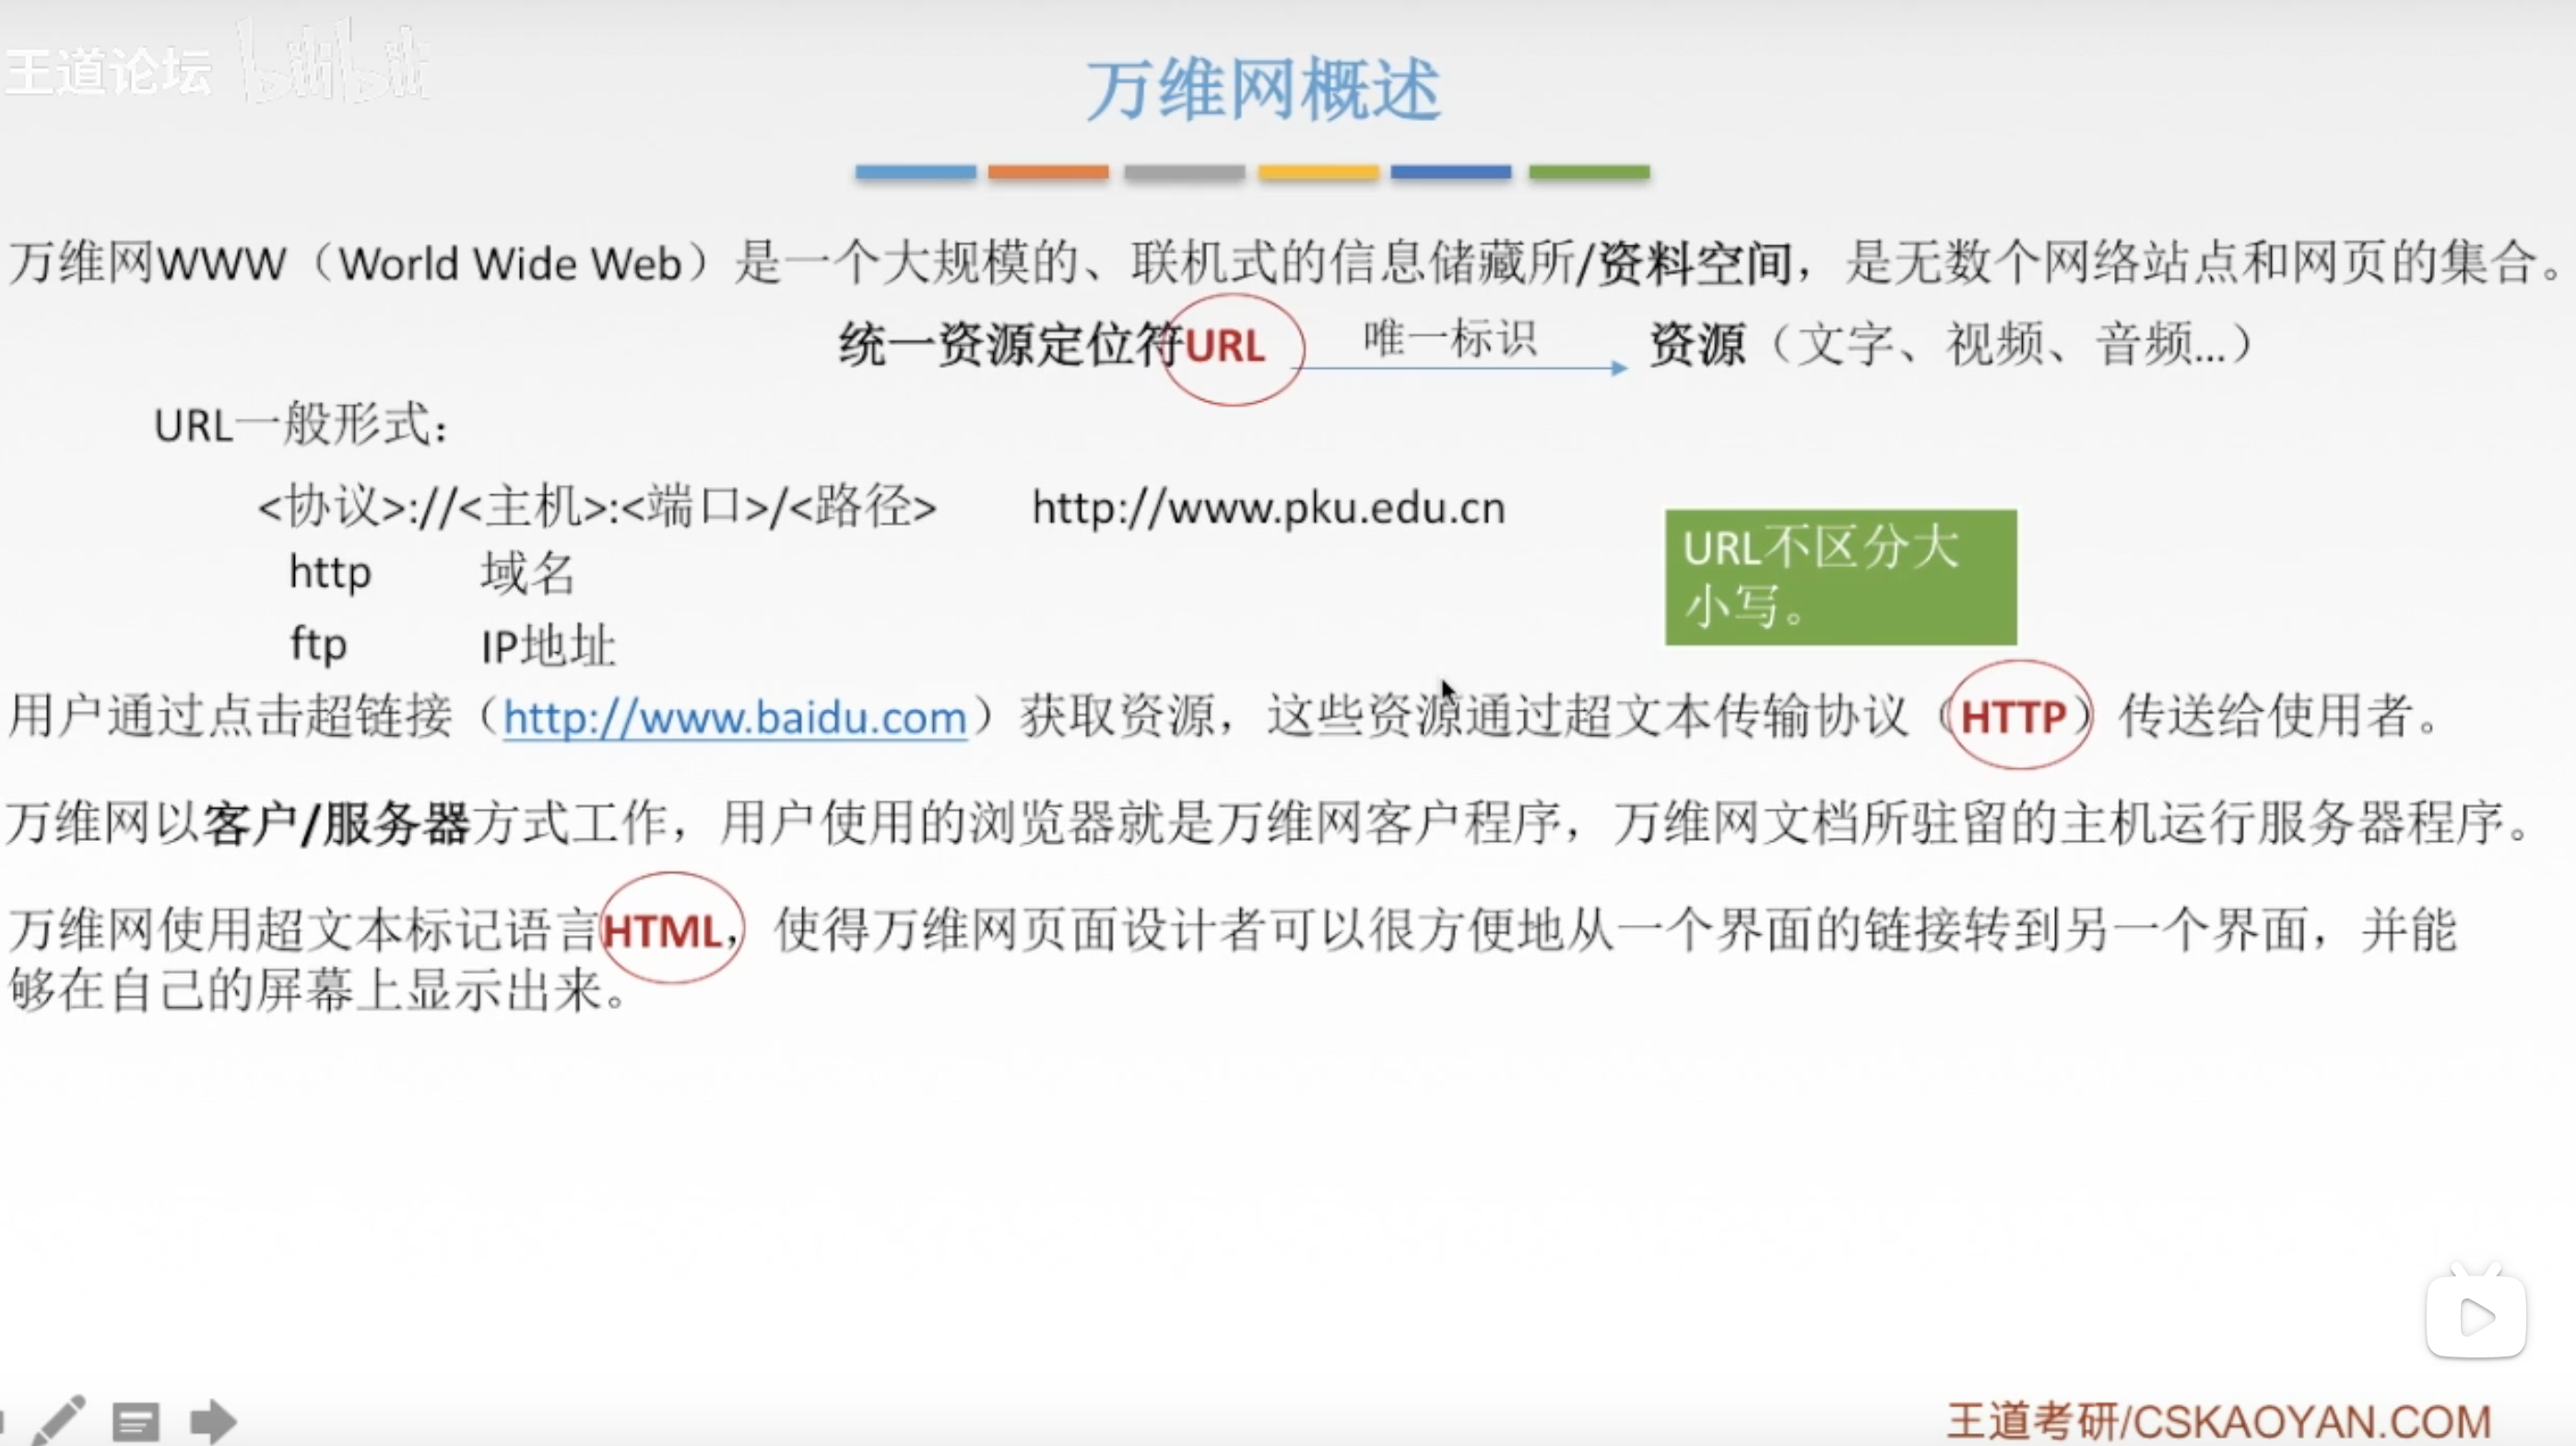 王道论坛 bilibili
万维网概述
万维网WWW（World Wide Web）是一个大规模的、联机式的信息储藏所/资料空间，是无数个网络站点和网页的集合。
统一资源定位符URL 唯一标识 资源（文字、视频、音频...）
URL一般形式：
<协议>://<主机>:<端口>/<路径> http://www.pku.edu.cn
http 域名
ftp IP地址
URL不区分大
小写。
用户通过点击超链接（http://www.baidu.com）获取资源，这些资源通过超文本传输协议（HTTP）传送给使用者。
万维网以客户/服务器方式工作，用户使用的浏览器就是万维网客户程序，万维网文档所驻留的主机运行服务器程序。
万维网使用超文本标记语言HTML，使得万维网页面设计者可以很方便地从一个界面的链接转到另一个界面，并能
够在自己的屏幕上显示出来。
王道考研/CSKAOYAN.COM